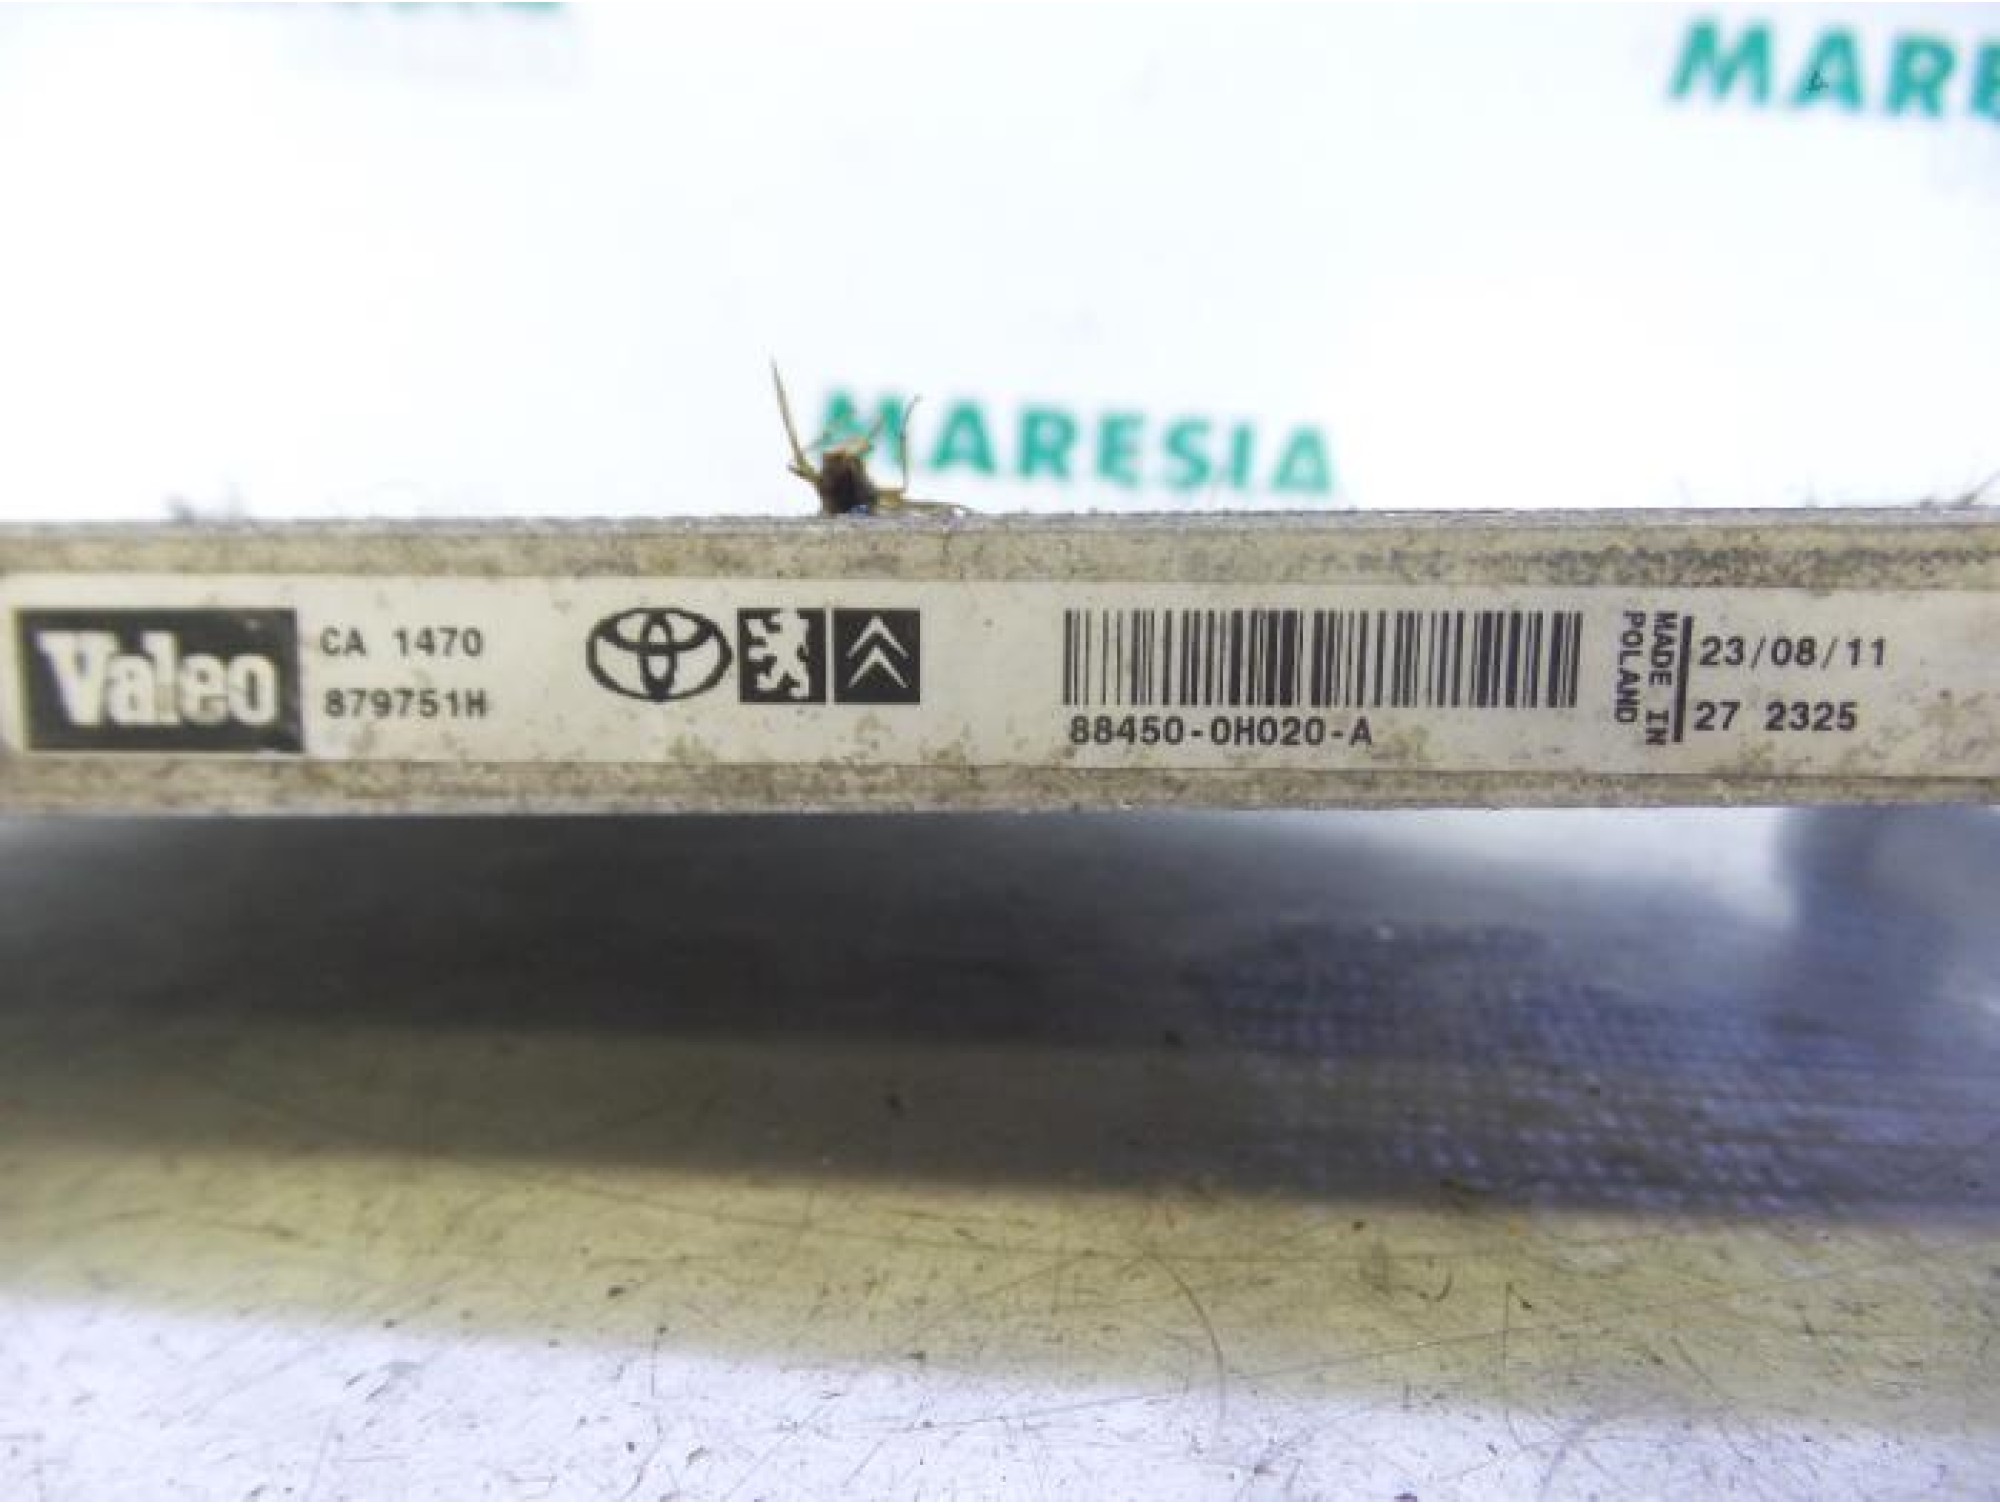 MARE
MARESIA
Valeo
CA 1470
879751H
88450-0H020-A
MADE IN
POLAND
23/08/11
27 2325